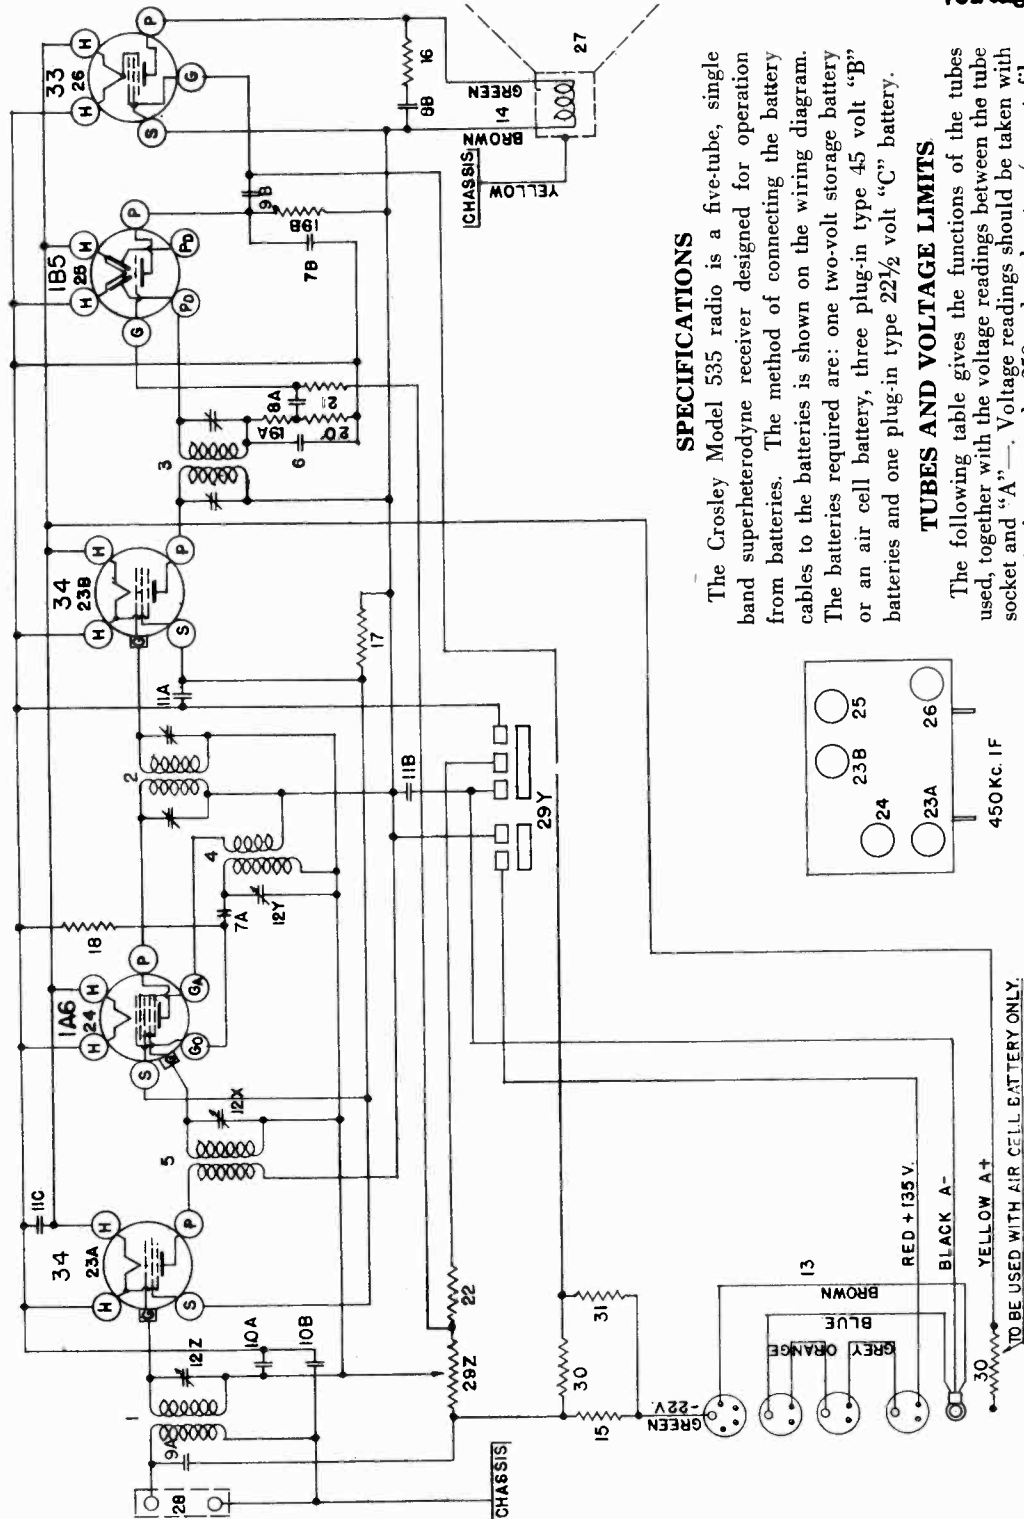 SPECIFICATIONS
The Crosley Model 535 radio is a five-tube, single
band superheterodyne receiver designed for operation
from batteries. The method of connecting the battery
cables to the batteries is shown on the wiring diagram.
The batteries required are: one two-volt storage battery
or an air cell battery, three plug-in type 45 volt "B"
batteries and one plug-in type 22½ volt "C" battery.
TUBES AND VOLTAGE LIMITS
The following table gives the functions of the tubes
used, together with the voltage readings between the tube
socket and "A"—. Voltage readings should be taken with
34
23A
H
H
G
P
S
1A6
24
H
H
S
G
GO
GA
P
34
23B
H
H
G
S
P
1B5
25
H
H
G
P
PD
PD
33
26
H
H
S
G
P
28
1
9A
12Z
10A
10B
CHASSIS
11C
5
12X
18
7A
12Y
4
2
11A
11B
17
3
6
19A
8A
20
21
7B
19B
9B
8B
16
BROWN
14
GREEN
27
CHASSIS
YELLOW
29Z
22
29Y
30
15
31
GREEN
-22V.
BLUE
BROWN
13
ORANGE
GREY
RED +135 V.
BLACK A-
YELLOW A+
30
TO BE USED WITH AIR CELL BATTERY ONLY.
24
23B
25
23A
26
450 Kc. IF